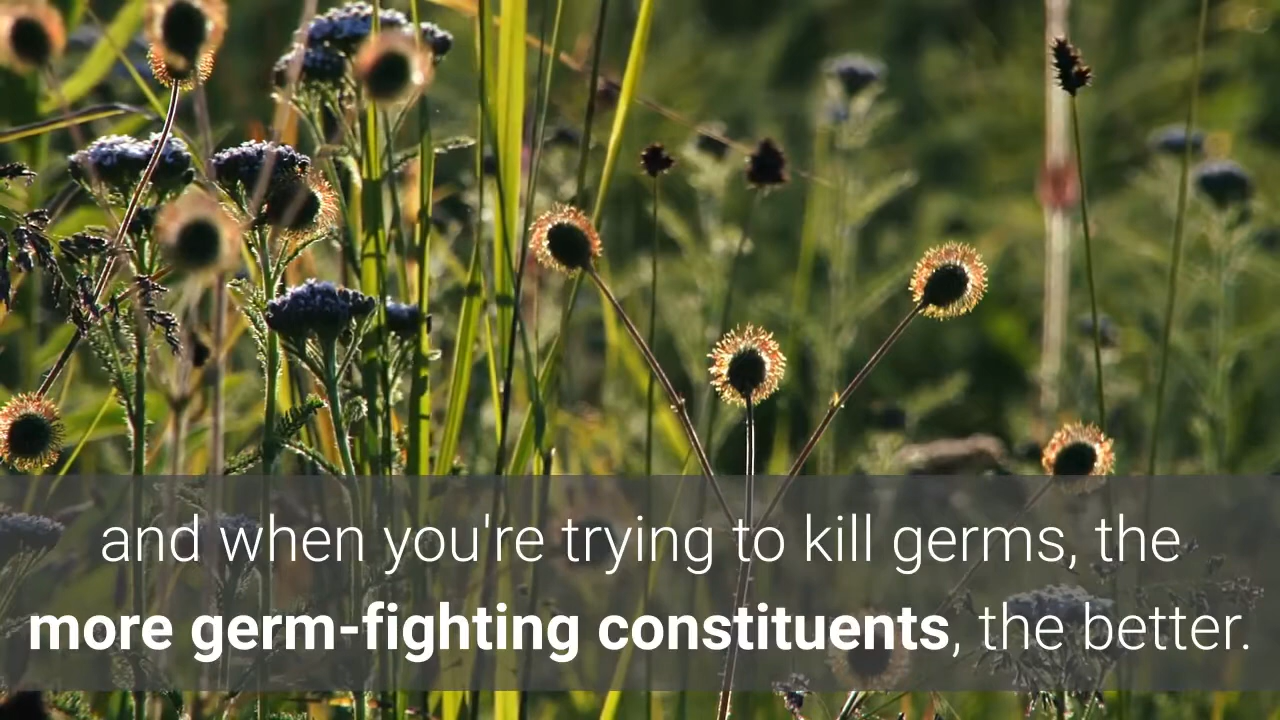 and when you're trying to kill germs, the
more germ-fighting constituents, the better.